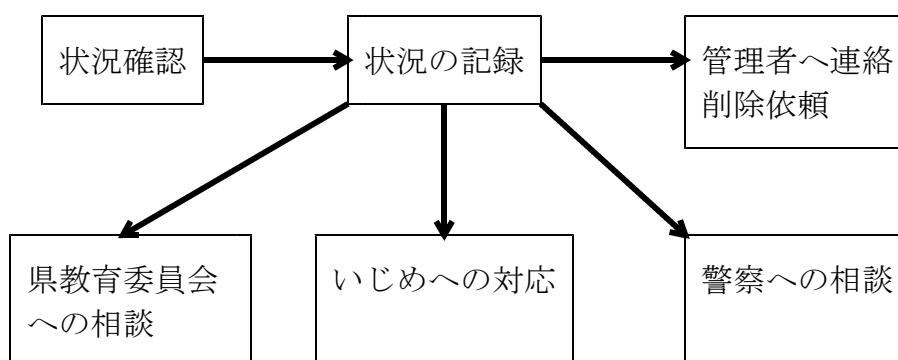 状況確認
状況の記録
管理者へ連絡
削除依頼
県教育委員会
への相談
いじめへの対応
警察への相談